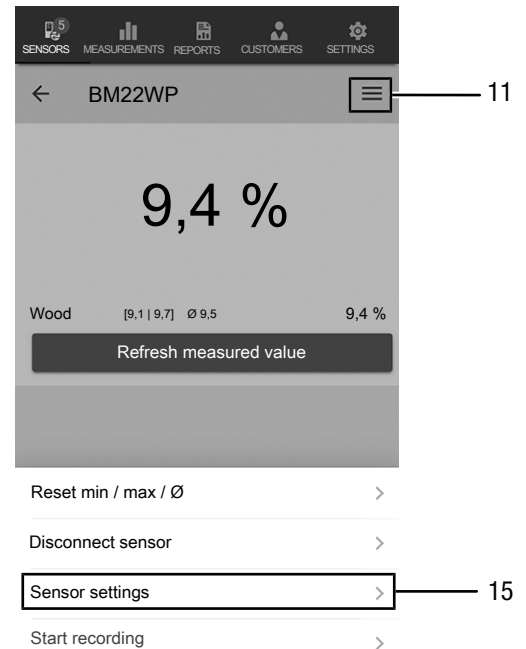 5
SENSORS MEASUREMENTS REPORTS CUSTOMERS SETTINGS
BM22WP
11
9,4 %
Wood [9,1 | 9,7] Ø 9,5 9,4 %
Refresh measured value
Reset min / max / Ø
Disconnect sensor
Sensor settings
15
Start recording